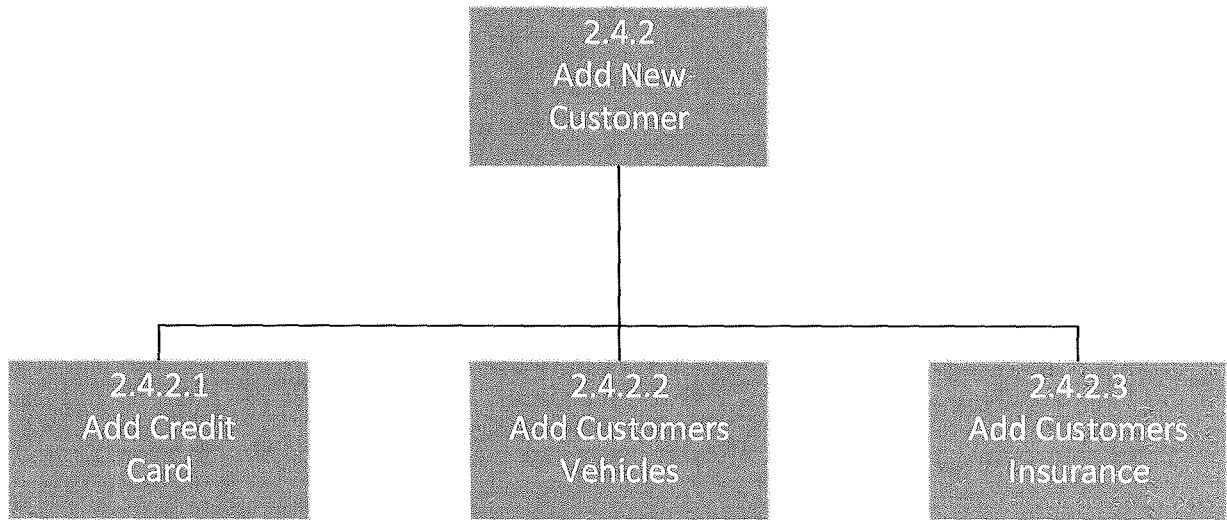 2.4.2
Add New
Customer
2.4.2.1
Add Credit
Card
2.4.2.2
Add Customers
Vehicles
2.4.2.3
Add Customers
Insurance